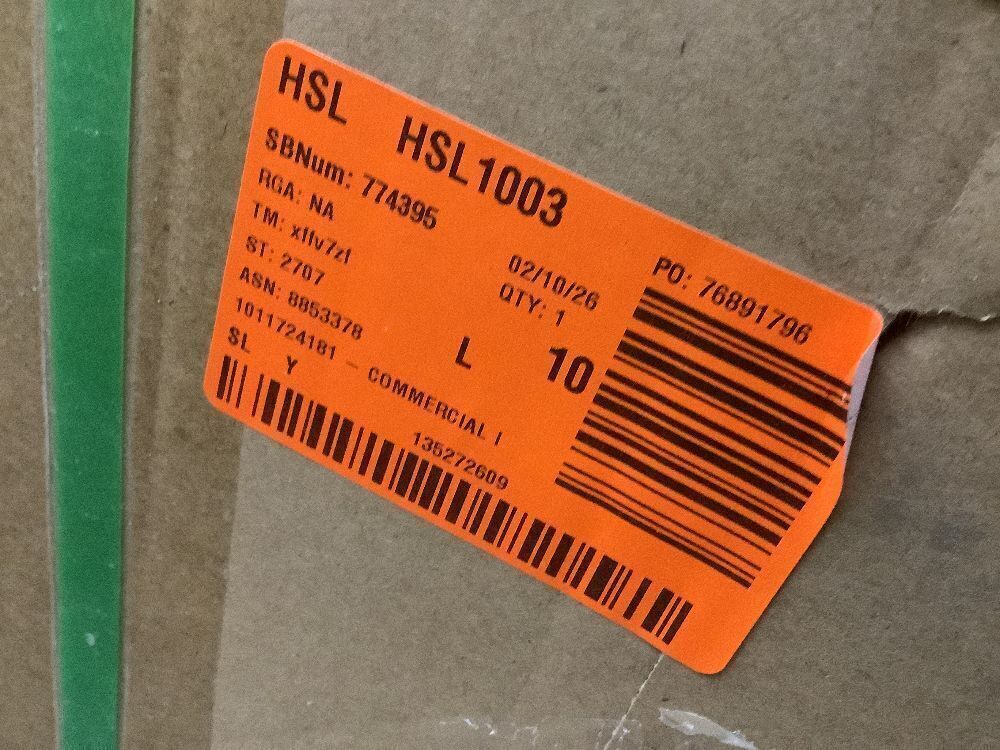 HSL HSL1003
SBNum: 774395
RGA: NA
TM: xffv7zf
ST: 2707
ASN: 8853378
1011724181 - COMMERCIAL I
SL Y
02/10/26
QTY: 1
L 10
135272609
PO: 76891796